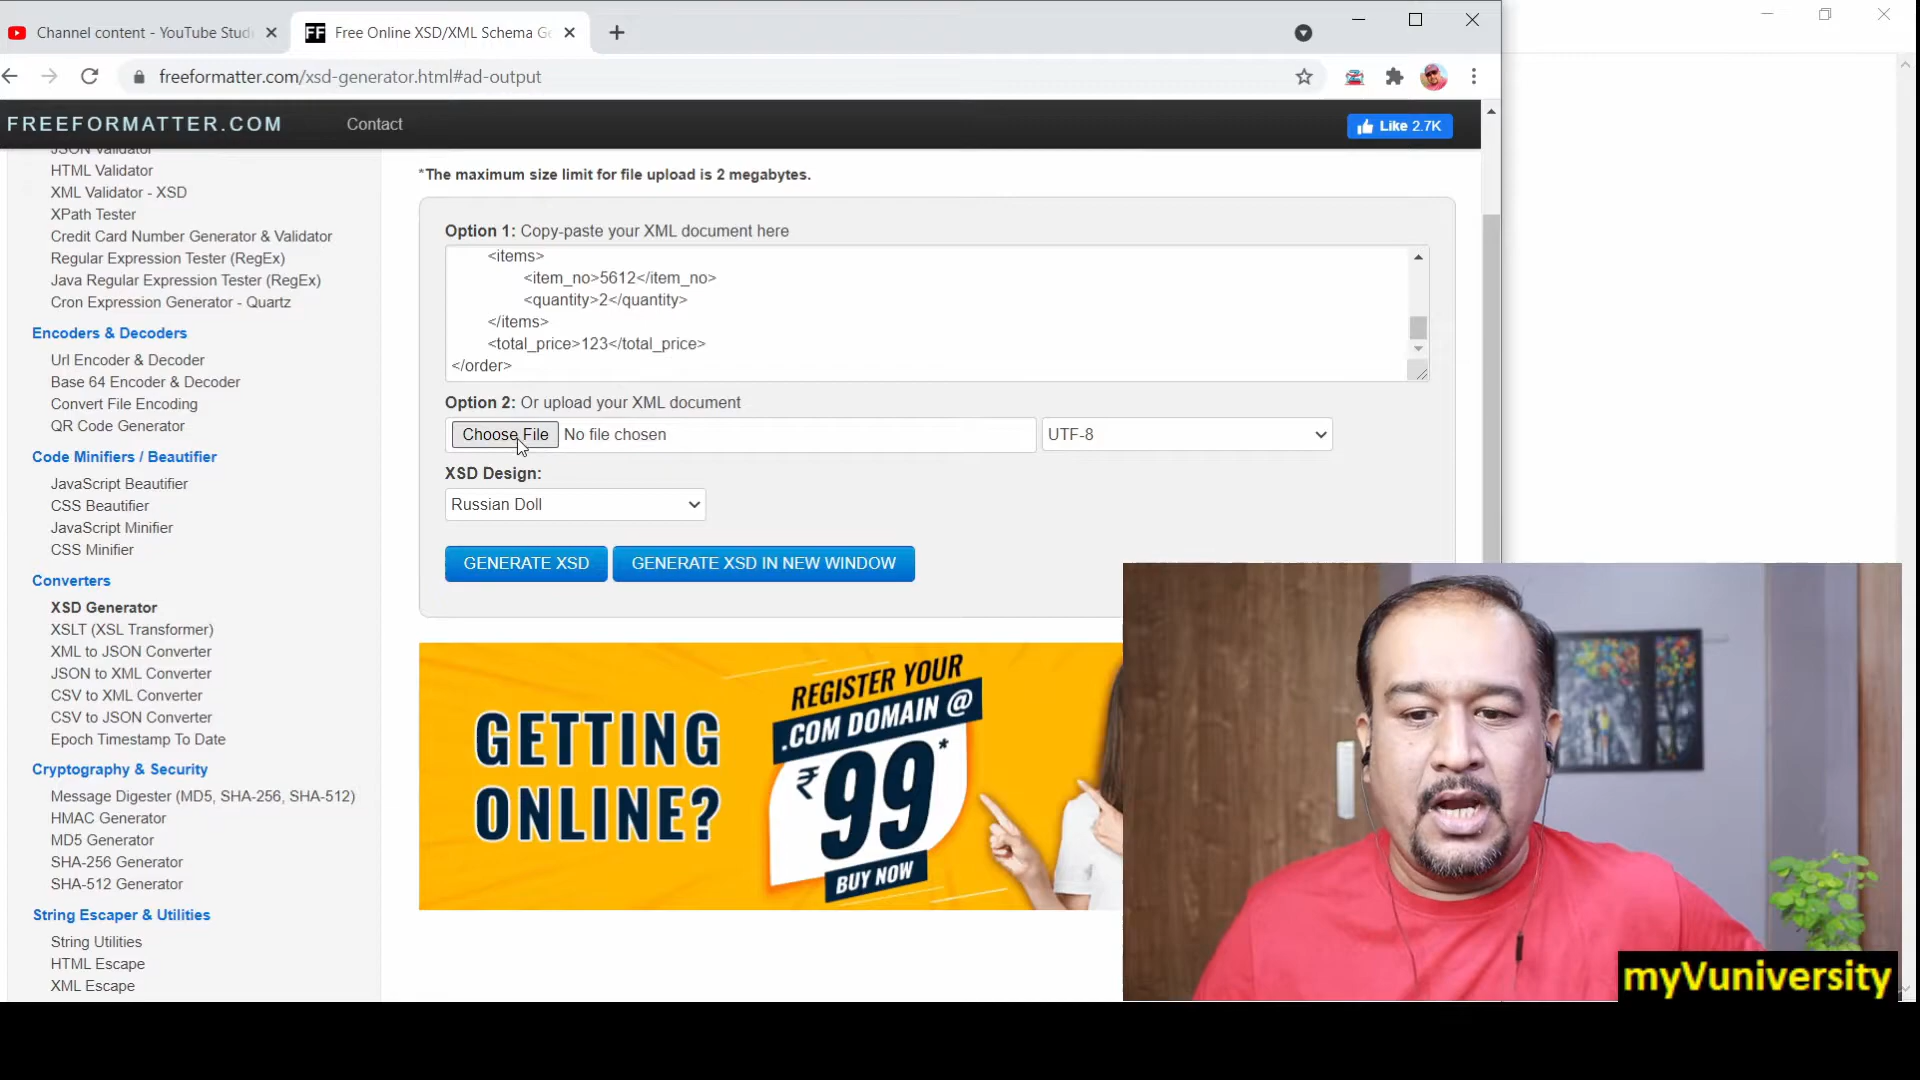 Channel content - YouTube Stud
Free Online XSD/XML Schema Ge
freeformatter.com/xsd-generator.html#ad-output
FREEFORMATTER.COM
Contact
Like 2.7K
JSON Validator
HTML Validator
XML Validator - XSD
XPath Tester
Credit Card Number Generator & Validator
Regular Expression Tester (RegEx)
Java Regular Expression Tester (RegEx)
Cron Expression Generator - Quartz
Encoders & Decoders
Url Encoder & Decoder
Base 64 Encoder & Decoder
Convert File Encoding
QR Code Generator
Code Minifiers / Beautifier
JavaScript Beautifier
CSS Beautifier
JavaScript Minifier
CSS Minifier
Converters
XSD Generator
XSLT (XSL Transformer)
XML to JSON Converter
JSON to XML Converter
CSV to XML Converter
CSV to JSON Converter
Epoch Timestamp To Date
Cryptography & Security
Message Digester (MD5, SHA-256, SHA-512)
HMAC Generator
MD5 Generator
SHA-256 Generator
SHA-512 Generator
String Escaper & Utilities
String Utilities
HTML Escape
XML Escape
*The maximum size limit for file upload is 2 megabytes.
Option 1: Copy-paste your XML document here
<items>
<item_no>5612</item_no>
<quantity>2</quantity>
</items>
<total_price>123</total_price>
</order>
Option 2: Or upload your XML document
Choose File No file chosen
UTF-8
XSD Design:
Russian Doll
GENERATE XSD
GENERATE XSD IN NEW WINDOW
GETTING
ONLINE?
REGISTER YOUR
.COM DOMAIN @
₹99*
BUY NOW
myVuniversity